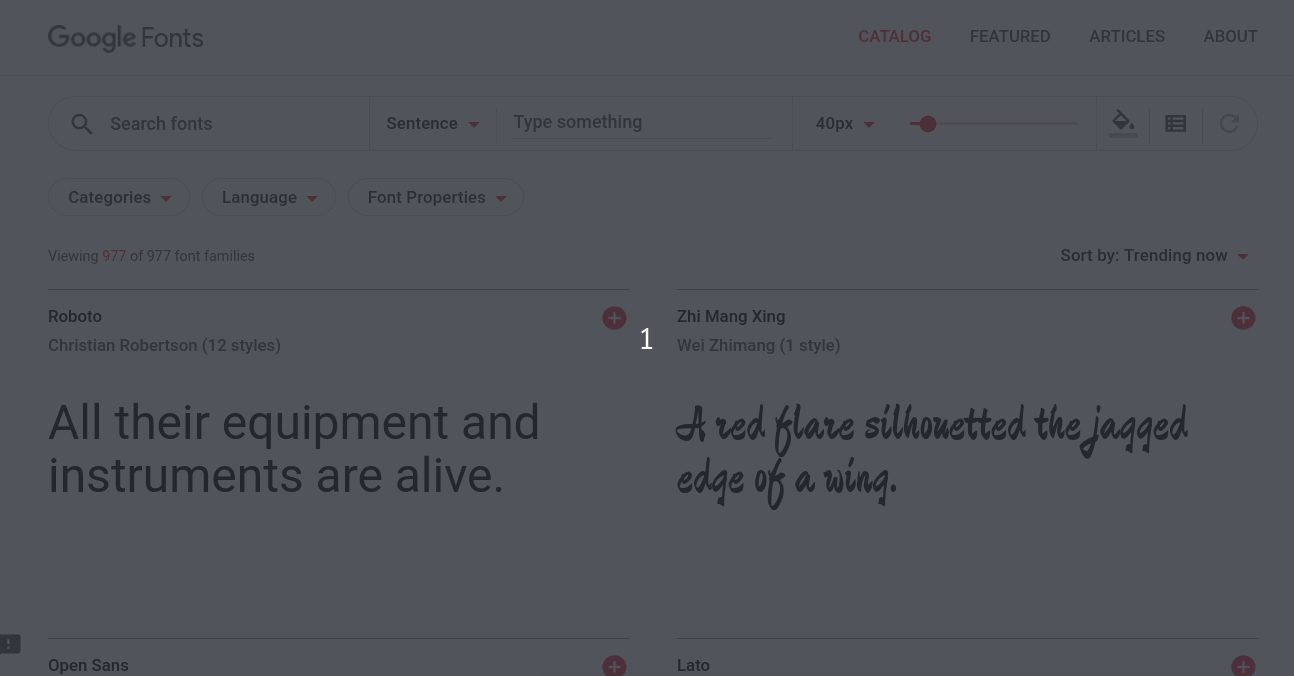 Google Fonts
CATALOG FEATURED ARTICLES ABOUT
Search fonts Sentence Type something 40px
Categories Language Font Properties
Viewing 977 of 977 font families Sort by: Trending now
Roboto
Christian Robertson (12 styles)
All their equipment and
instruments are alive.
Zhi Mang Xing
Wei Zhimang (1 style)
A red flare silhouetted the jagged
edge of a wing.
1
!
Open Sans
Lato